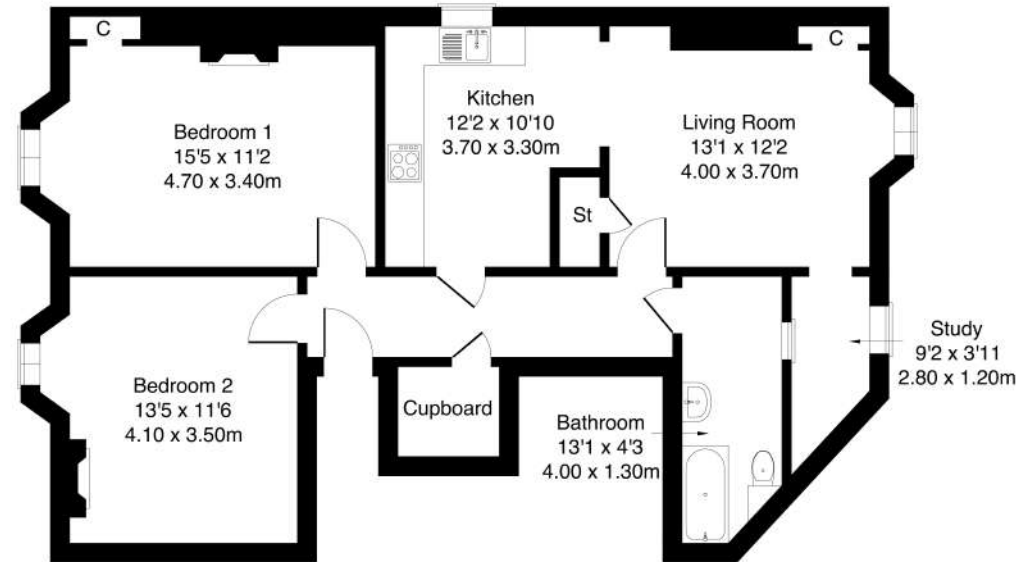 C
C
Bedroom 1
15'5 x 11'2
4.70 x 3.40m
Kitchen
12'2 x 10'10
3.70 x 3.30m
Living Room
13'1 x 12'2
4.00 x 3.70m
St
Study
9'2 x 3'11
2.80 x 1.20m
Bedroom 2
13'5 x 11'6
4.10 x 3.50m
Cupboard
Bathroom
13'1 x 4'3
4.00 x 1.30m